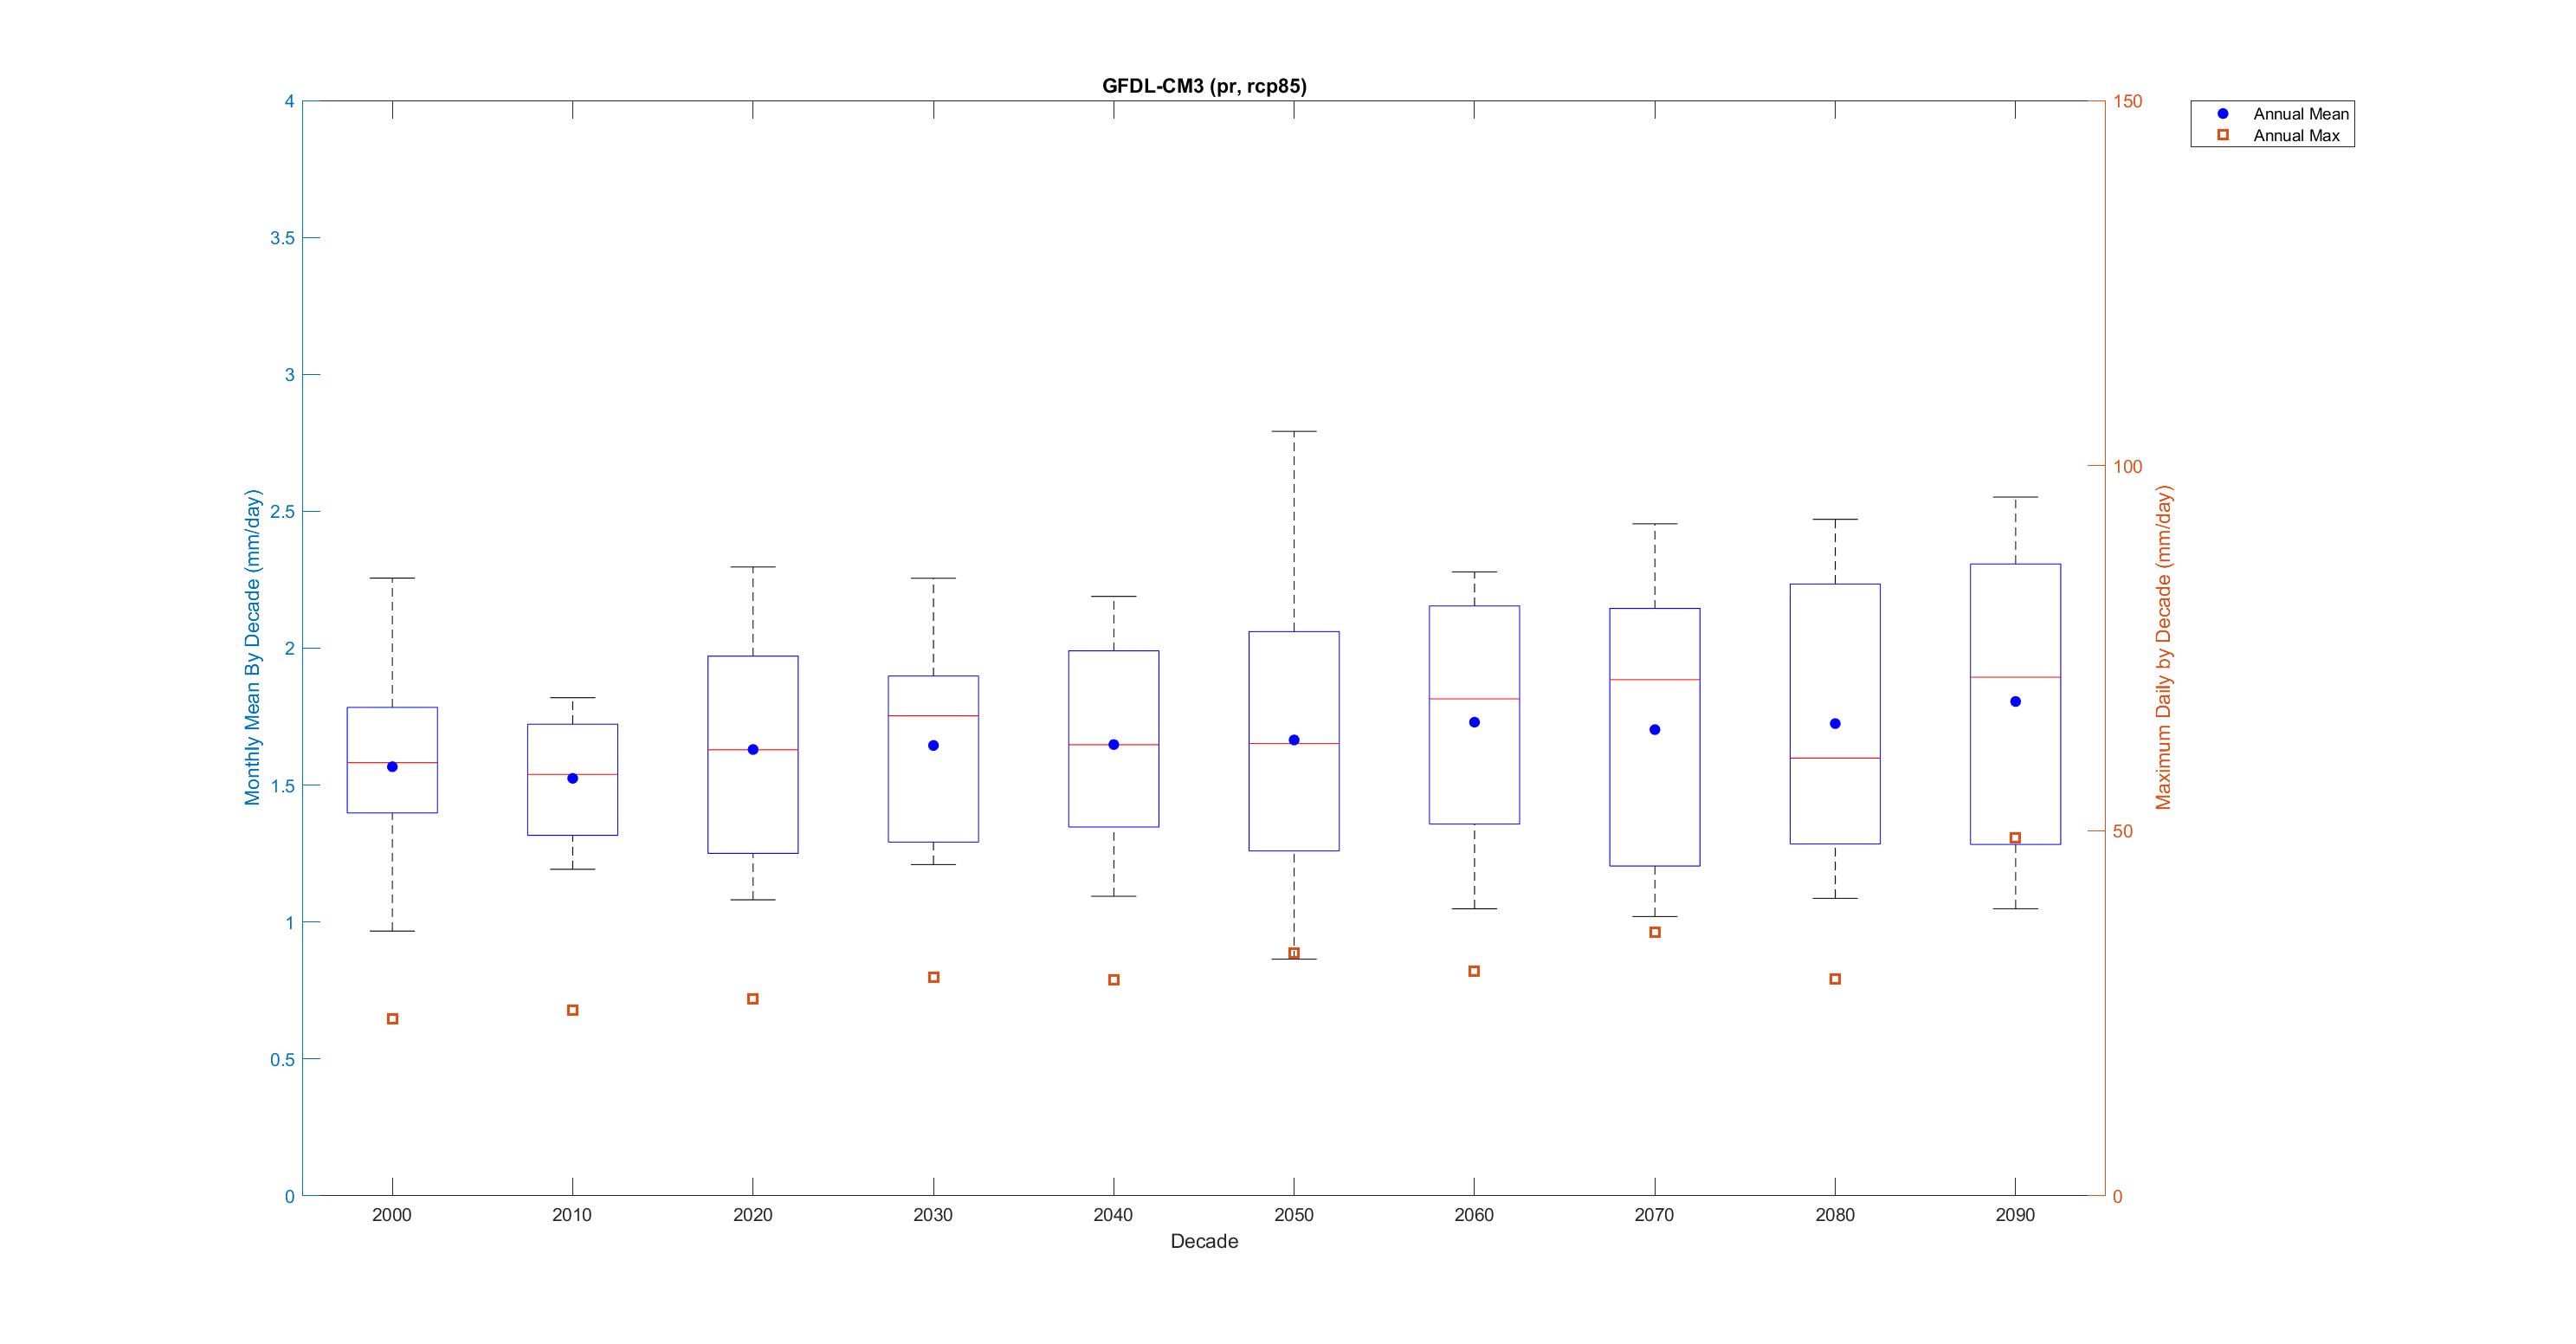 GFDL-CM3 (pr, rcp85)
4
3.5
3
2.5
2
1.5
1
0.5
0
Monthly Mean By Decade (mm/day)
150
100
50
0
Maximum Daily by Decade (mm/day)
Annual Mean
Annual Max
2000 2010 2020 2030 2040 2050 2060 2070 2080 2090
Decade